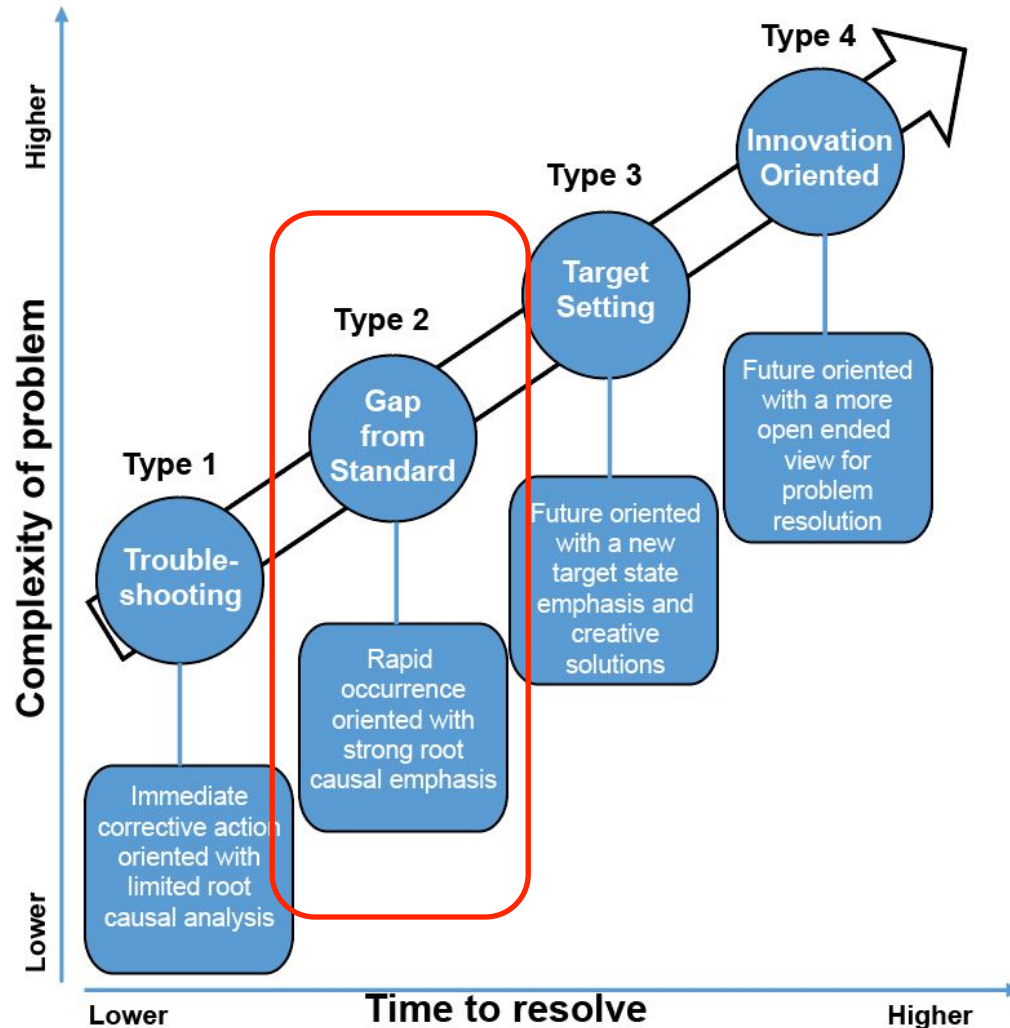 Type 4
Higher
Innovation
Oriented
Type 3
Target
Setting
Type 2
Gap
from
Standard
Type 1
Trouble-
shooting
Future oriented
with a more
open ended
view for
problem
resolution
Future oriented
with a new
target state
emphasis and
creative
solutions
Rapid
occurrence
oriented with
strong root
causal emphasis
Immediate
corrective action
oriented with
limited root
causal analysis
Complexity of problem
Lower
Lower
Time to resolve
Higher